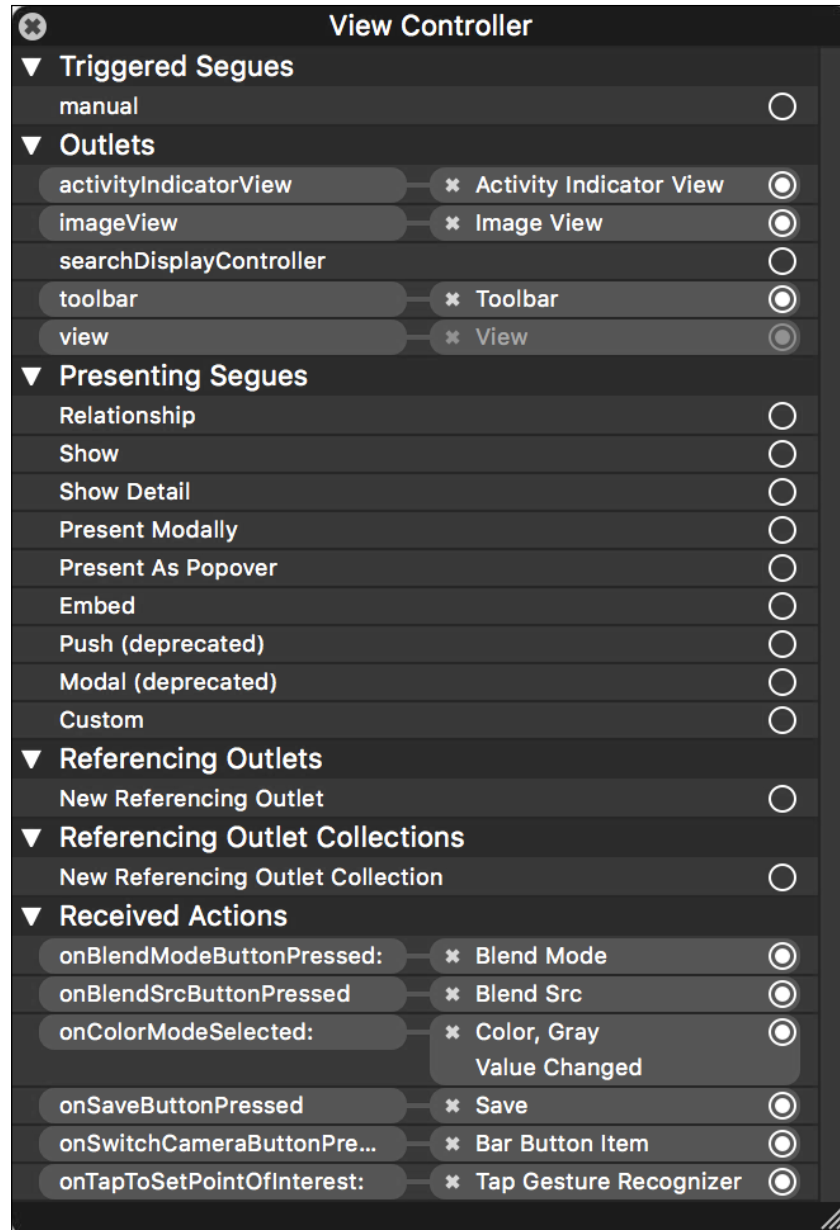 View Controller
Triggered Segues
manual
Outlets
activityIndicatorView Activity Indicator View
imageView Image View
searchDisplayController
toolbar Toolbar
view View
Presenting Segues
Relationship
Show
Show Detail
Present Modally
Present As Popover
Embed
Push (deprecated)
Modal (deprecated)
Custom
Referencing Outlets
New Referencing Outlet
Referencing Outlet Collections
New Referencing Outlet Collection
Received Actions
onBlendModeButtonPressed: Blend Mode
onBlendSrcButtonPressed Blend Src
onColorModeSelected: Color, Gray
Value Changed
onSaveButtonPressed Save
onSwitchCameraButtonPre... Bar Button Item
onTapToSetPointOfInterest: Tap Gesture Recognizer